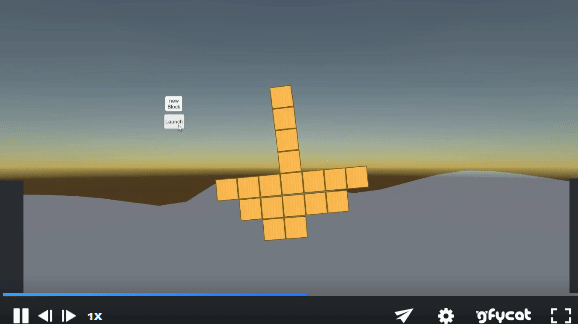 new
Block
Launch
1X
gfycat